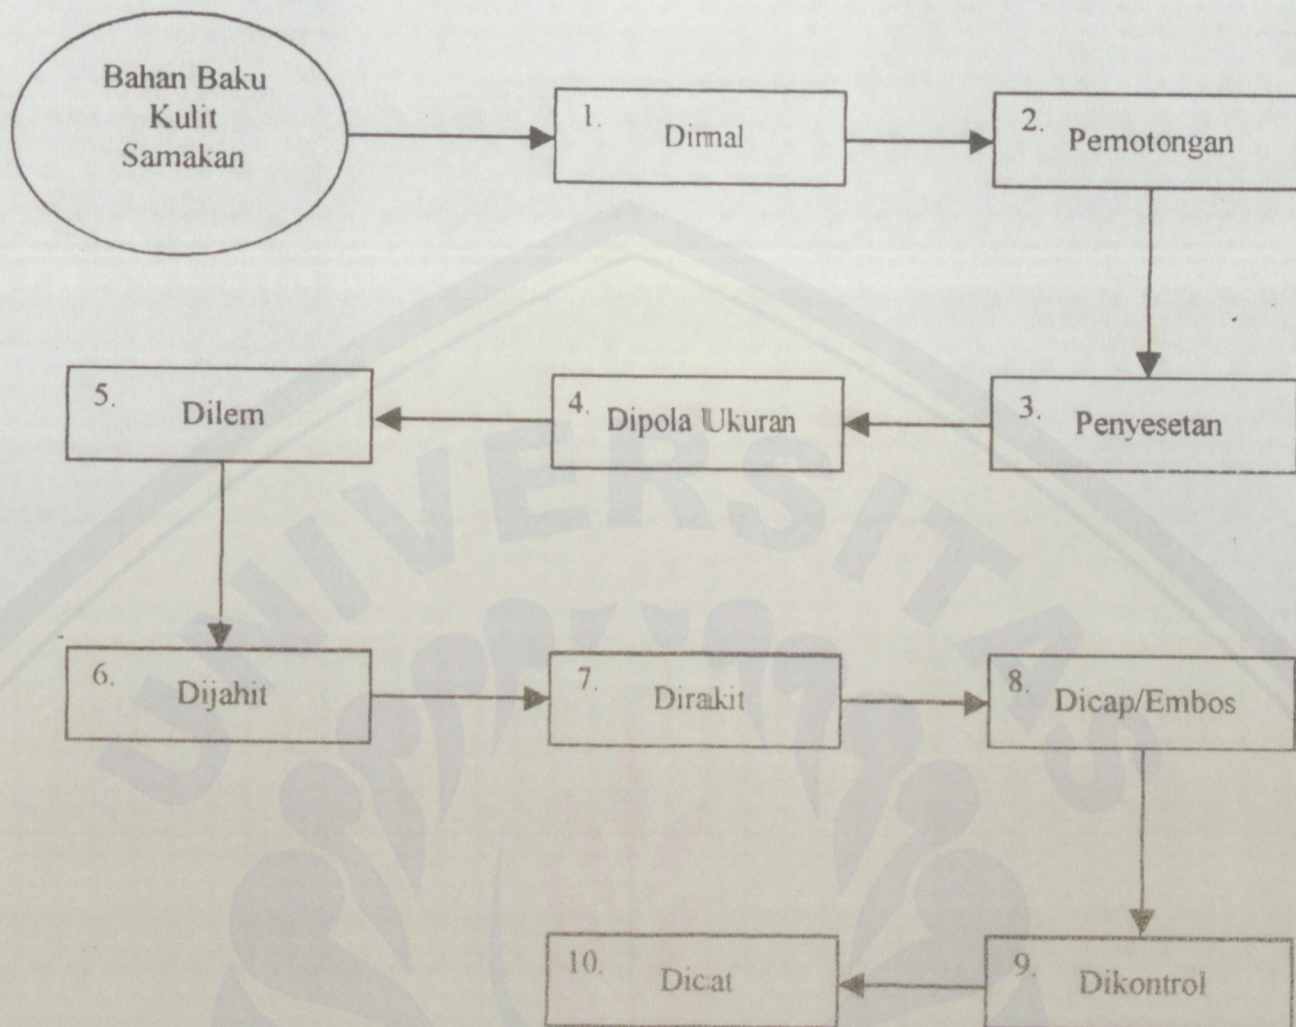 Bahan Baku
Kulit
Samakan
1. Dimal
2. Pemotongan
3. Penyesetan
4. Dipola Ukuran
5. Dilem
6. Dijahit
7. Dirakit
8. Dicap/Embos
9. Dikontrol
10. Dicat
UNIVERSITAS